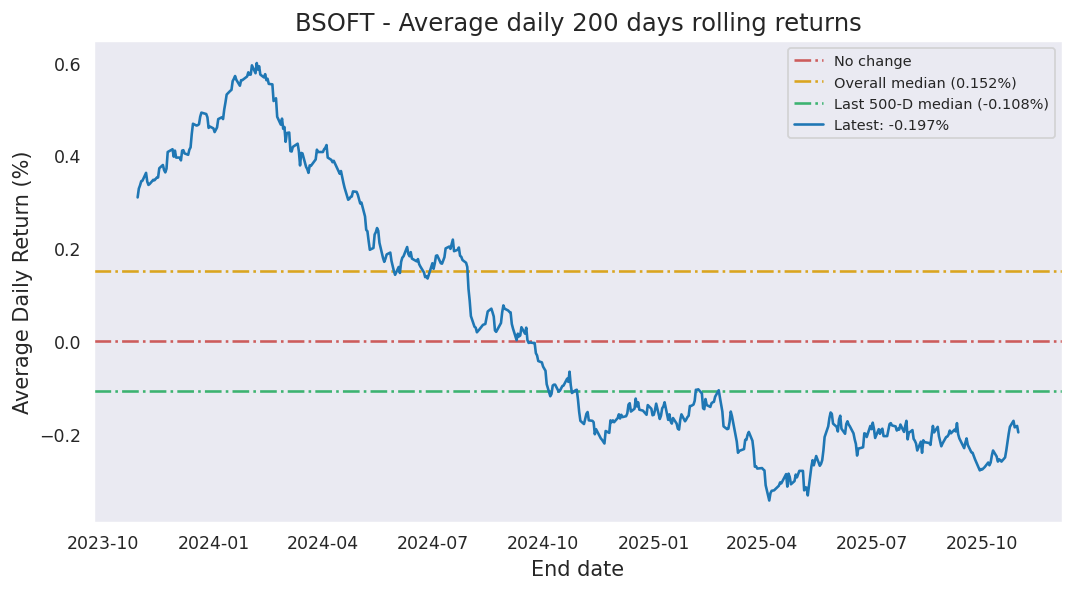 BSOFT - Average daily 200 days rolling returns
No change
Overall median (0.152%)
Last 500-D median (-0.108%)
Latest: -0.197%
Average Daily Return (%)
0.6
0.4
0.2
0.0
−0.2
2023-10 2024-01 2024-04 2024-07 2024-10 2025-01 2025-04 2025-07 2025-10
End date